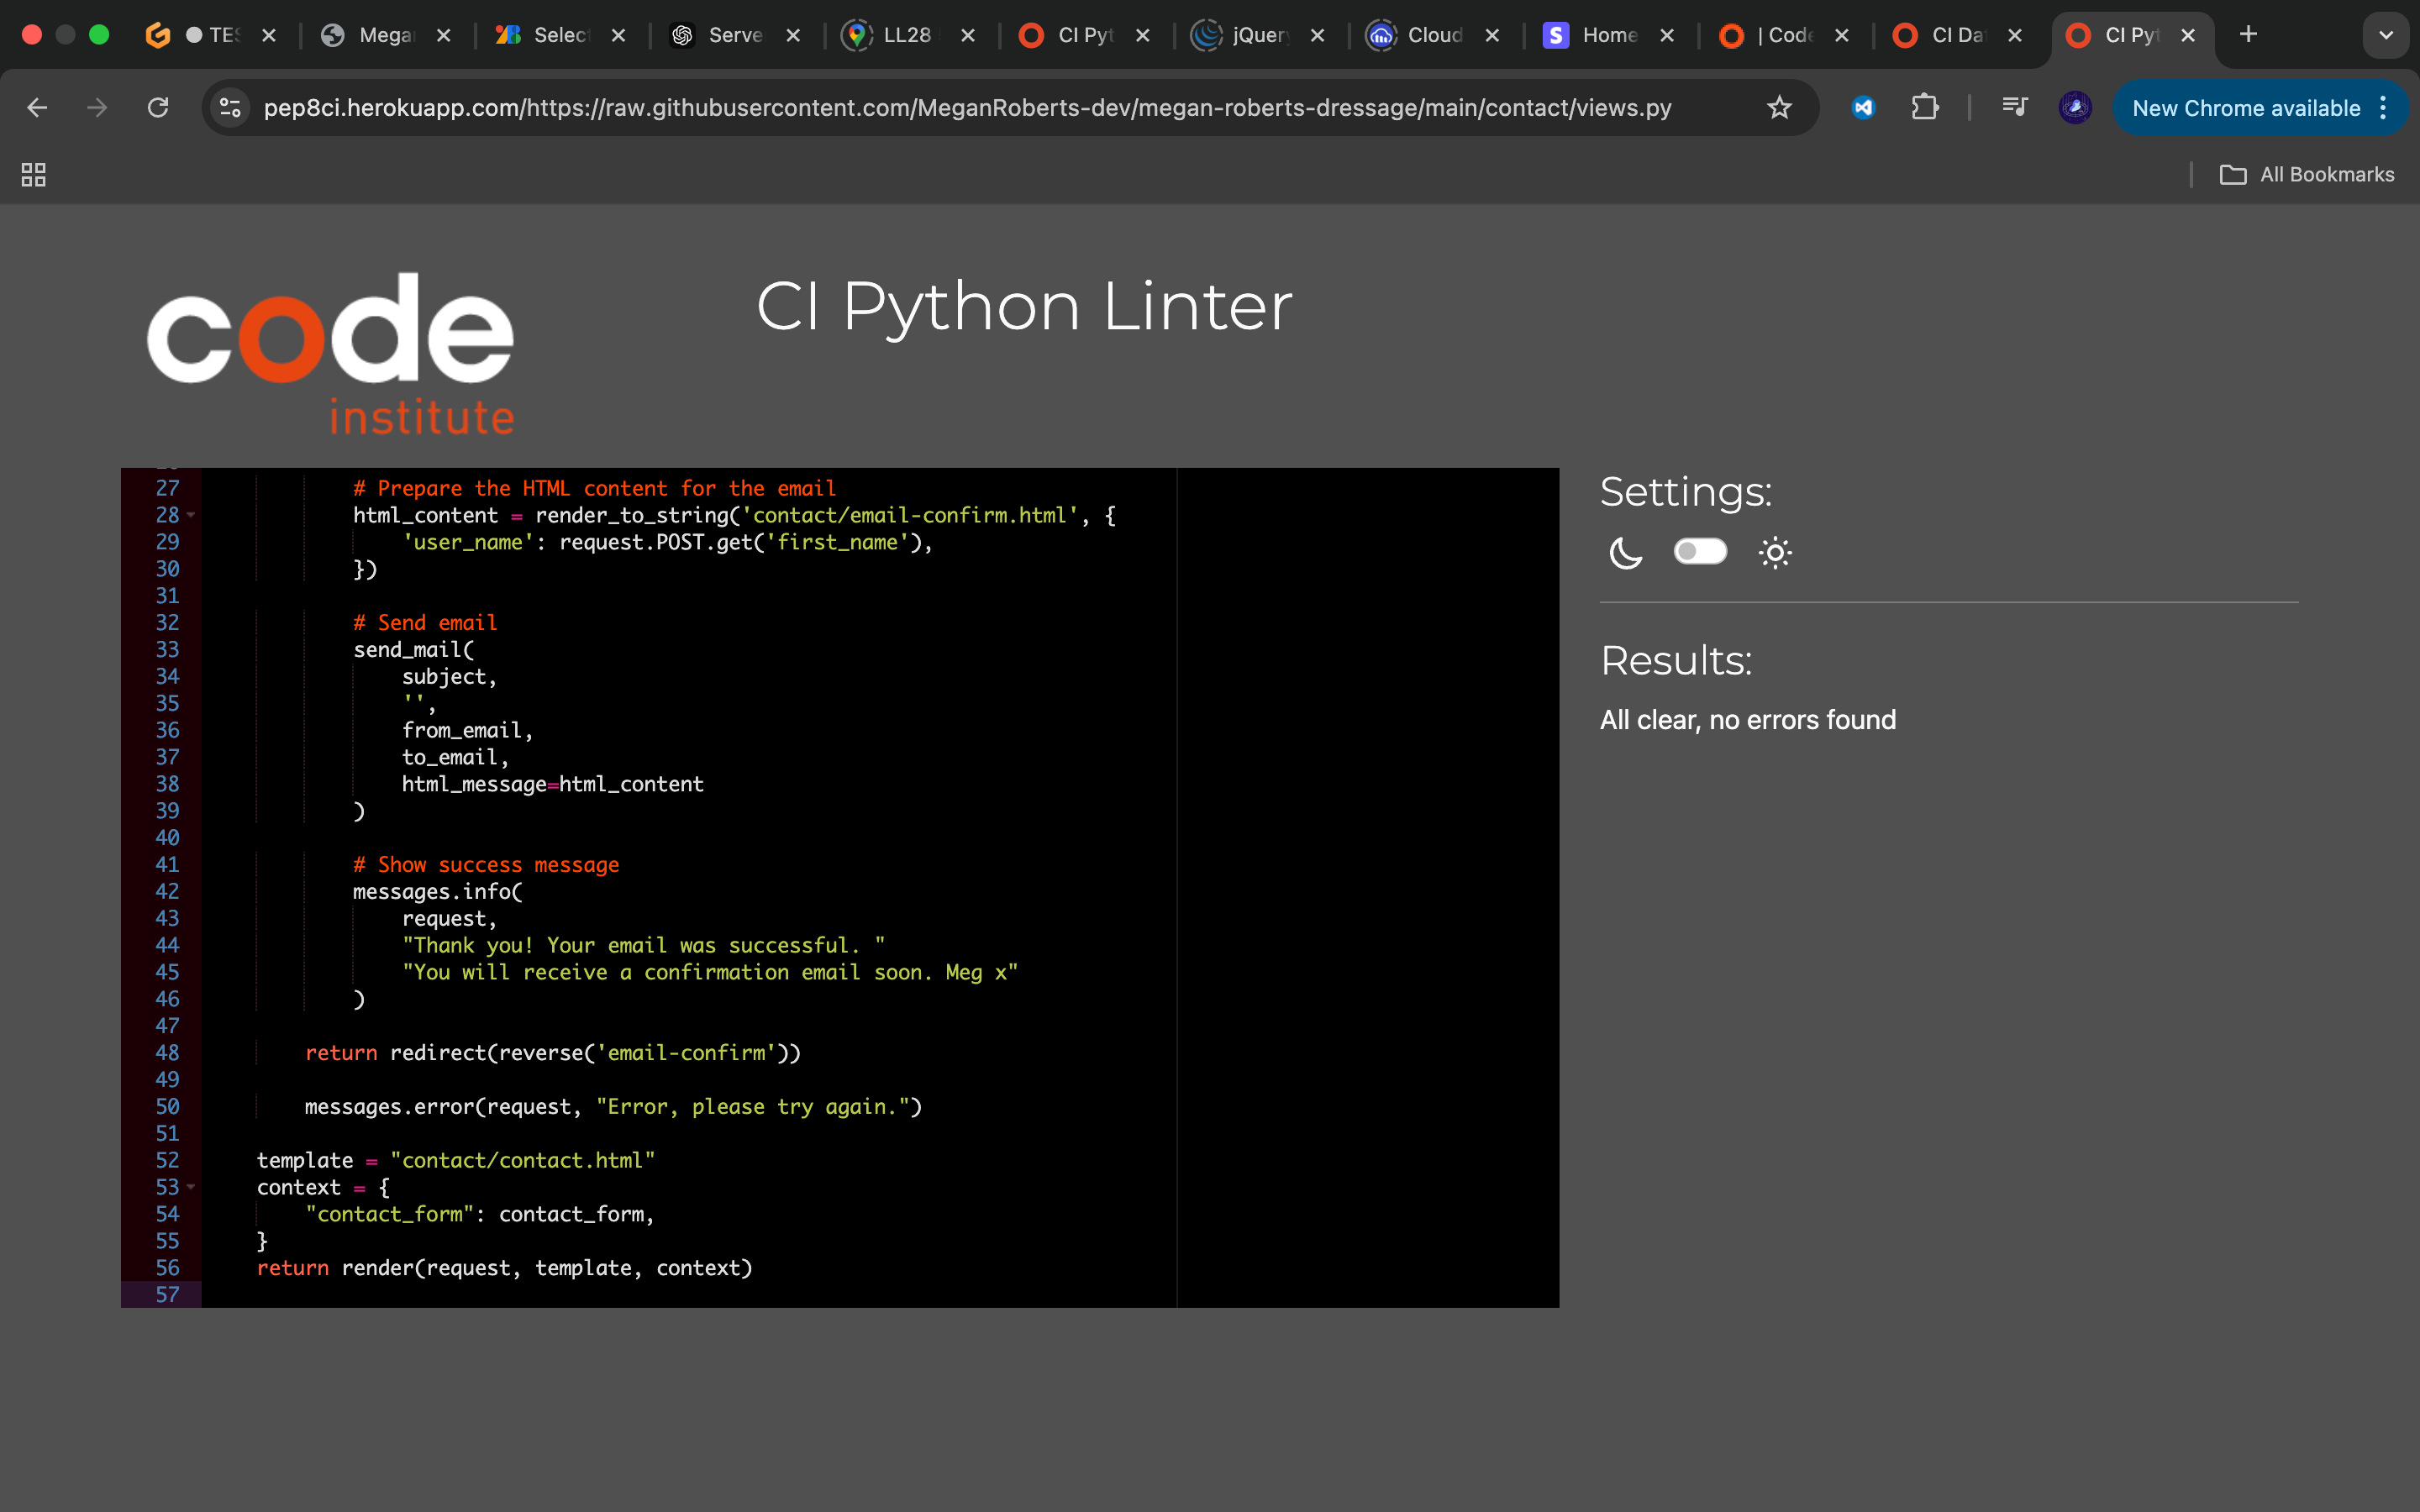 TES
Megar
Select
Serve
LL28
CI Pyt
jQuery
Cloud
Home
| Code
CI Dat
CI Pyt
pep8ci.herokuapp.com/https://raw.githubusercontent.com/MeganRoberts-dev/megan-roberts-dressage/main/contact/views.py
New Chrome available
All Bookmarks
code
institute
CI Python Linter
27 # Prepare the HTML content for the email
28 html_content = render_to_string('contact/email-confirm.html', {
29 'user_name': request.POST.get('first_name'),
30 })
31
32 # Send email
33 send_mail(
34 subject,
35 '',
36 from_email,
37 to_email,
38 html_message=html_content
39 )
40
41 # Show success message
42 messages.info(
43 request,
44 "Thank you! Your email was successful. "
45 "You will receive a confirmation email soon. Meg x"
46 )
47
48 return redirect(reverse('email-confirm'))
49
50 messages.error(request, "Error, please try again.")
51
52 template = "contact/contact.html"
53 context = {
54 "contact_form": contact_form,
55 }
56 return render(request, template, context)
57
Settings:
Results:
All clear, no errors found